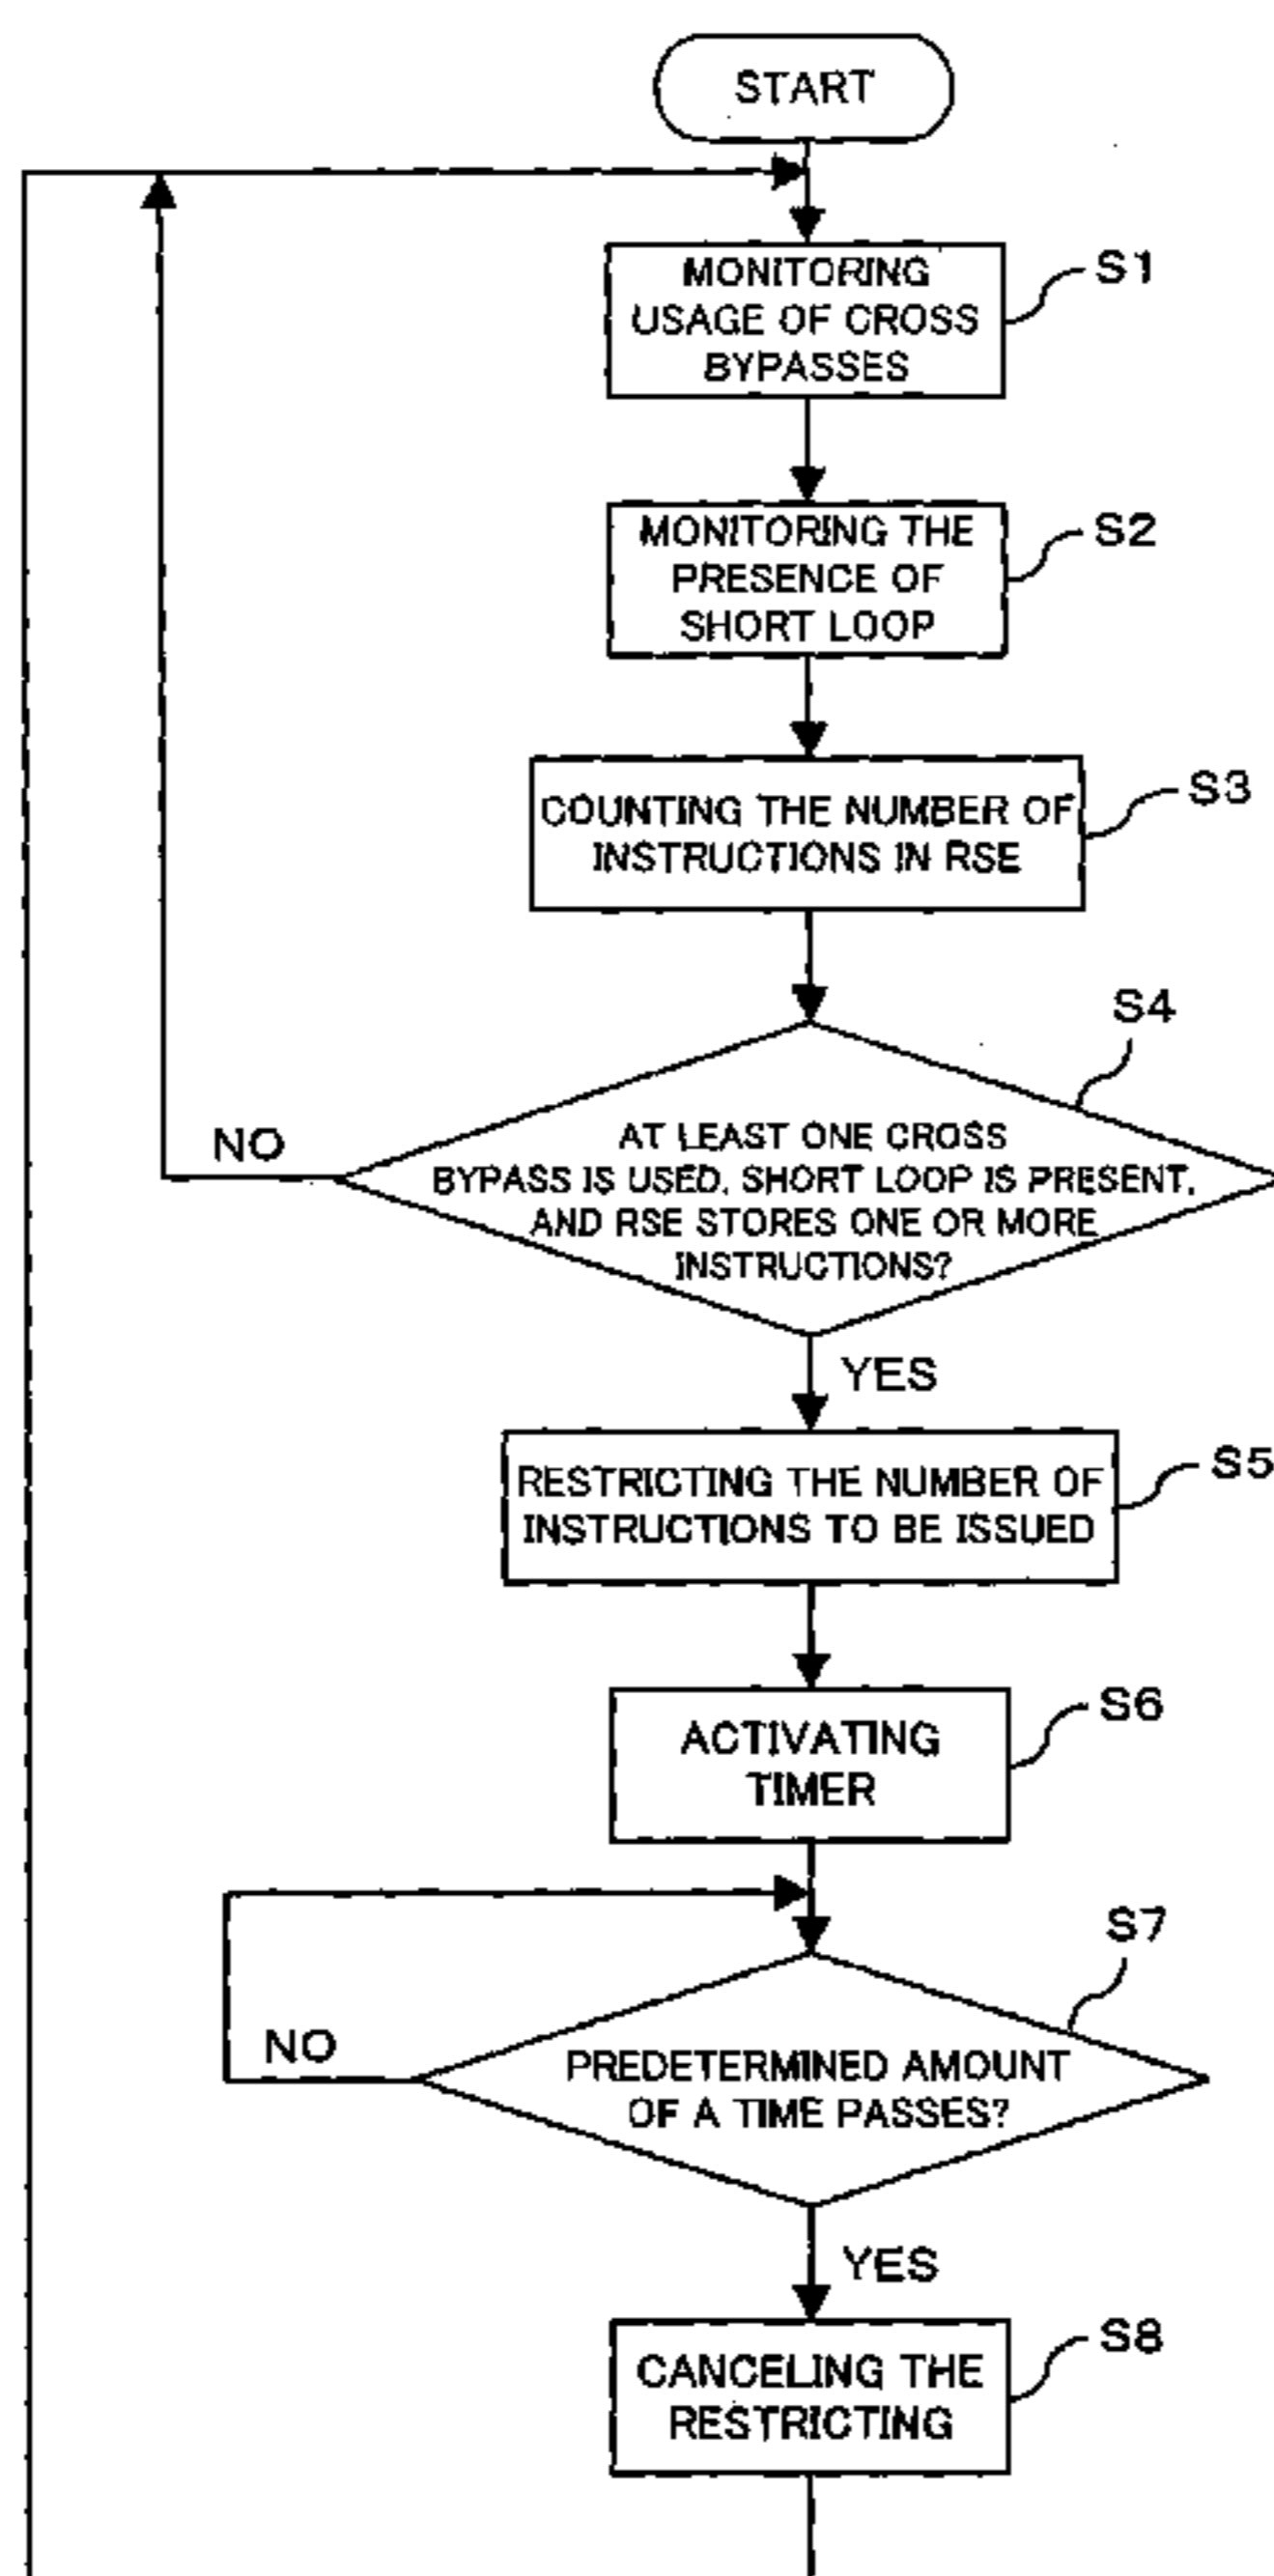 START
MONITORING
USAGE OF CROSS
BYPASSES
S1
MONITORING THE
PRESENCE OF
SHORT LOOP
S2
COUNTING THE NUMBER OF
INSTRUCTIONS IN RSE
S3
S4
AT LEAST ONE CROSS
BYPASS IS USED, SHORT LOOP IS PRESENT,
AND RSE STORES ONE OR MORE
INSTRUCTIONS?
NO
YES
RESTRICTING THE NUMBER OF
INSTRUCTIONS TO BE ISSUED
S5
ACTIVATING
TIMER
S6
S7
PREDETERMINED AMOUNT
OF A TIME PASSES?
NO
YES
CANCELING THE
RESTRICTING
S8